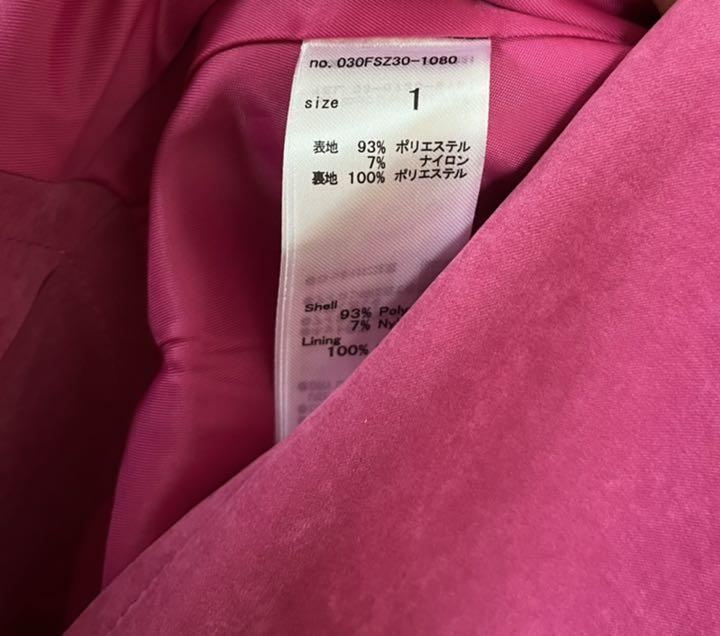 no. 030FSZ30-1080
size 1
表地 93% ポリエステル
7% ナイロン
裏地 100% ポリエステル
Shell
93%
7%
Lining
100%